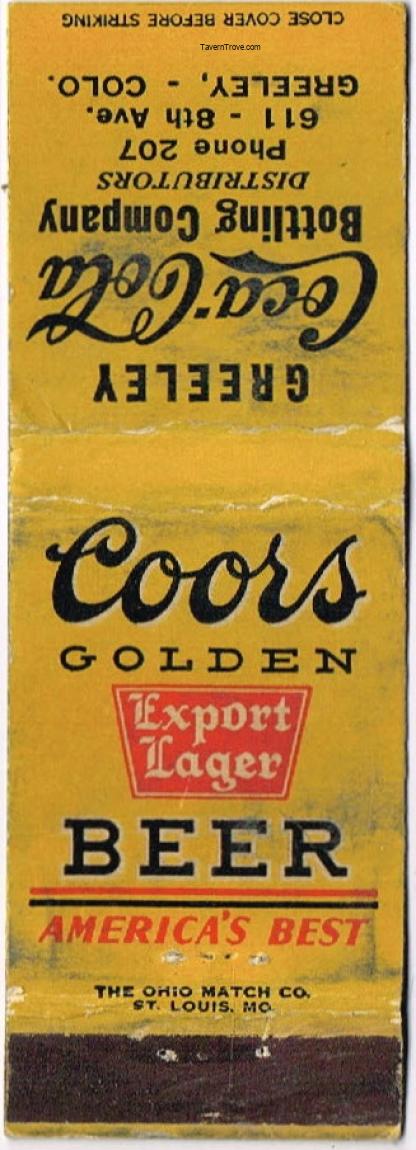 CLOSE COVER BEFORE STRIKING
TavernTrove.com
GREELEY
Coca-Cola
Bottling Company
DISTRIBUTORS
Phone 207
611 - 8th Ave.
GREELEY, - COLO.
Coors
GOLDEN
Export
Lager
BEER
AMERICA'S BEST
THE OHIO MATCH CO.
ST. LOUIS. MO.